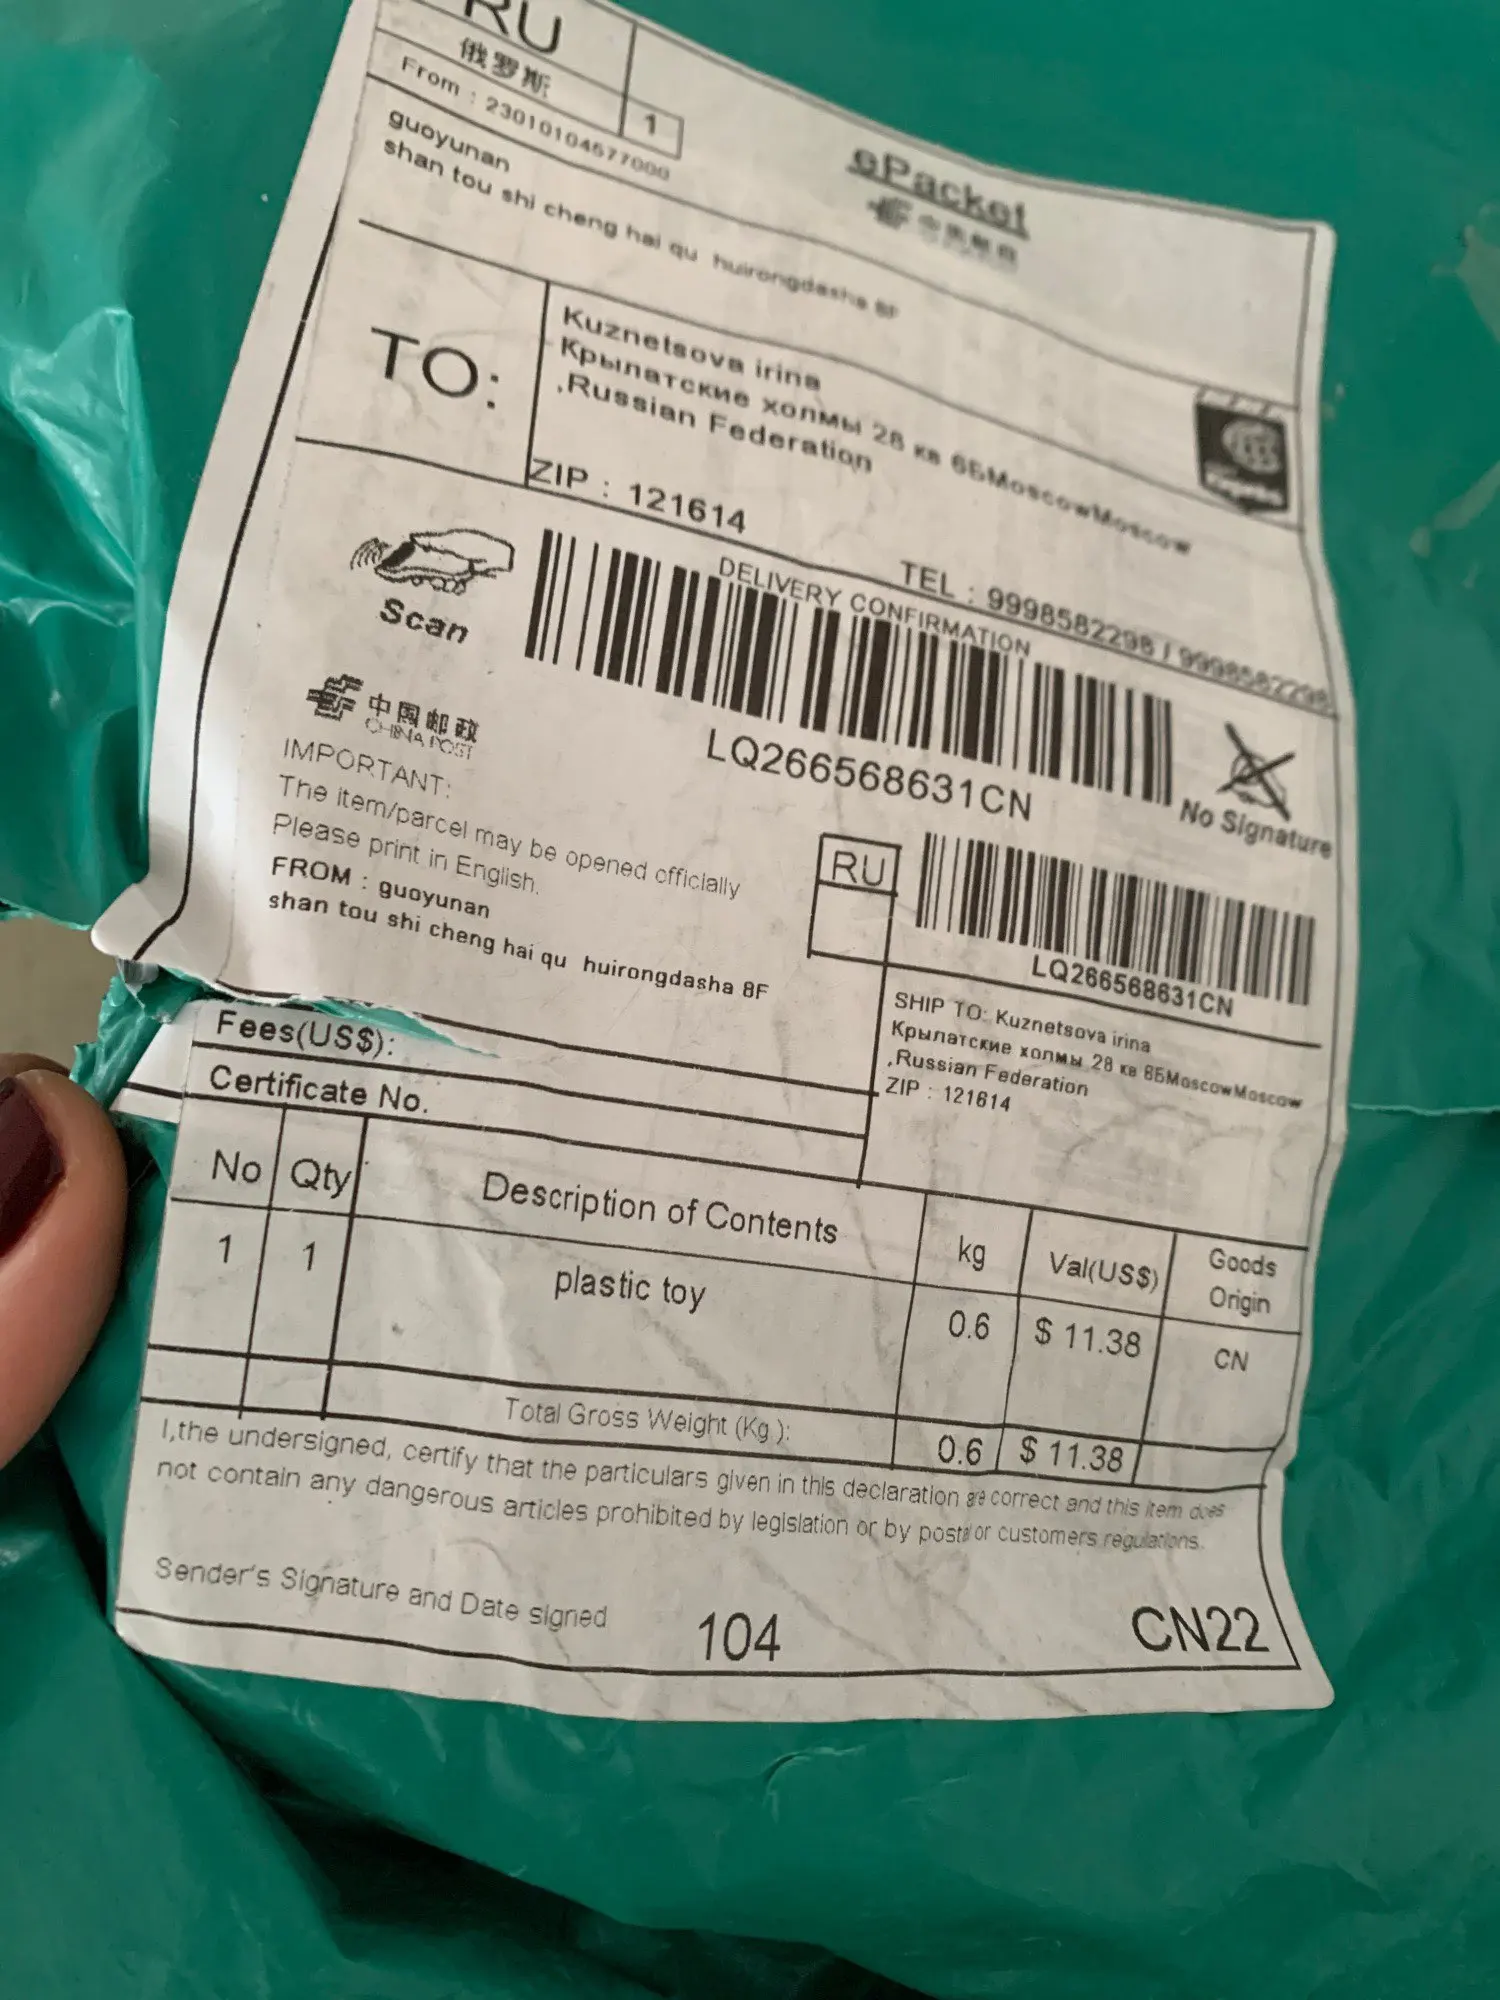 RU
俄罗斯
1
From : 23010104577000
guoyunan
shan tou shi cheng hai qu huirongdasha 8F
ePacket
中国邮政
TO:
Kuznetsova irina
Крылатские холмы 28 кв 6БMoscowMoscow
,Russian Federation
ZIP : 121614
TEL : 9998582298 / 9998582298
Scan
DELIVERY CONFIRMATION
LQ266568631CN
No Signature
中国邮政
CHINA POST
IMPORTANT:
The item/parcel may be opened officially
Please print in English.
FROM : guoyunan
shan tou shi cheng hai qu huirongdasha 8F
RU
LQ266568631CN
SHIP TO: Kuznetsova irina
Крылатские холмы 28 кв 6БMoscowMoscow
,Russian Federation
ZIP : 121614
Fees(US$):
Certificate No.
No Qty Description of Contents kg Val(US$) Goods Origin
1 1 plastic toy 0.6 $ 11.38 CN
Total Gross Weight (Kg ): 0.6 $ 11.38
I,the undersigned, certify that the particulars given in this declaration are correct and this item does
not contain any dangerous articles prohibited by legislation or by postal or customers regulations.
Sender's Signature and Date signed
104
CN22